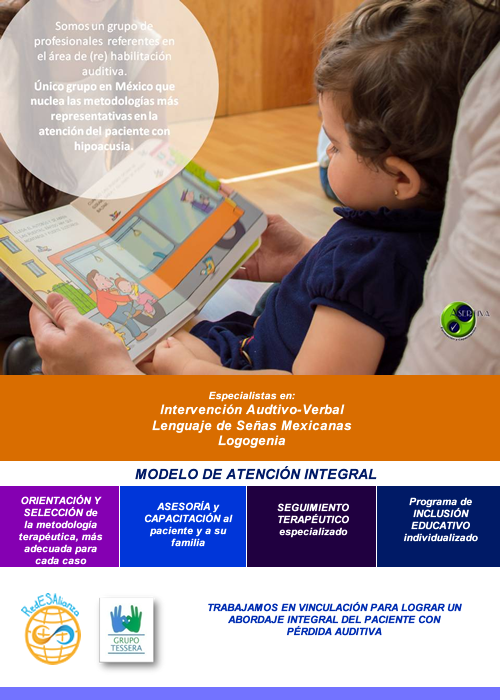 Somos un grupo de
profesionales referentes en
el área de (re) habilitación
auditiva.
Único grupo en México que
nuclea las metodologías más
representativas en la
atención del paciente con
hipoacusia.
Especialistas en:
Intervención Audtivo-Verbal
Lenguaje de Señas Mexicanas
Logogenia
MODELO DE ATENCIÓN INTEGRAL
ORIENTACIÓN Y
SELECCIÓN de
la metodología
terapéutica, más
adecuada para
cada caso
ASESORÍA y
CAPACITACIÓN al
paciente y a su
familia
SEGUIMIENTO
TERAPÉUTICO
especializado
Programa de
INCLUSIÓN
EDUCATIVO
individualizado
RedESAlianza
GRUPO
TESSERA
TRABAJAMOS EN VINCULACIÓN PARA LOGRAR UN
ABORDAJE INTEGRAL DEL PACIENTE CON
PÉRDIDA AUDITIVA